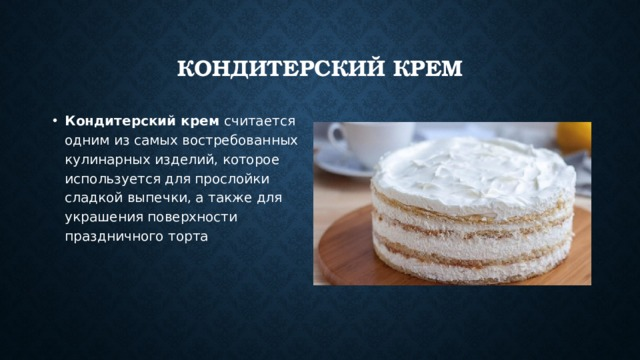 КОНДИТЕРСКИЙ КРЕМ
• Кондитерский крем считается
одним из самых востребованных
кулинарных изделий, которое
используется для прослойки
сладкой выпечки, а также для
украшения поверхности
праздничного торта